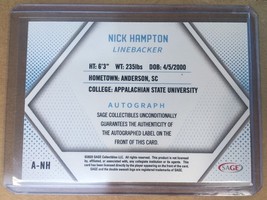 NICK HAMPTON
LINEBACKER
HT: 6'3" WT: 235lbs DOB: 4/5/2000
HOMETOWN: ANDERSON, SC
COLLEGE: APPALACHIAN STATE UNIVERSITY
AUTOGRAPH
SAGE COLLECTIBLES UNCONDITIONALLY
GUARANTEES THE AUTHENTICITY OF
THE AUTOGRAPHED LABEL ON THE
FRONT OF THIS CARD.
A-NH
SAGE